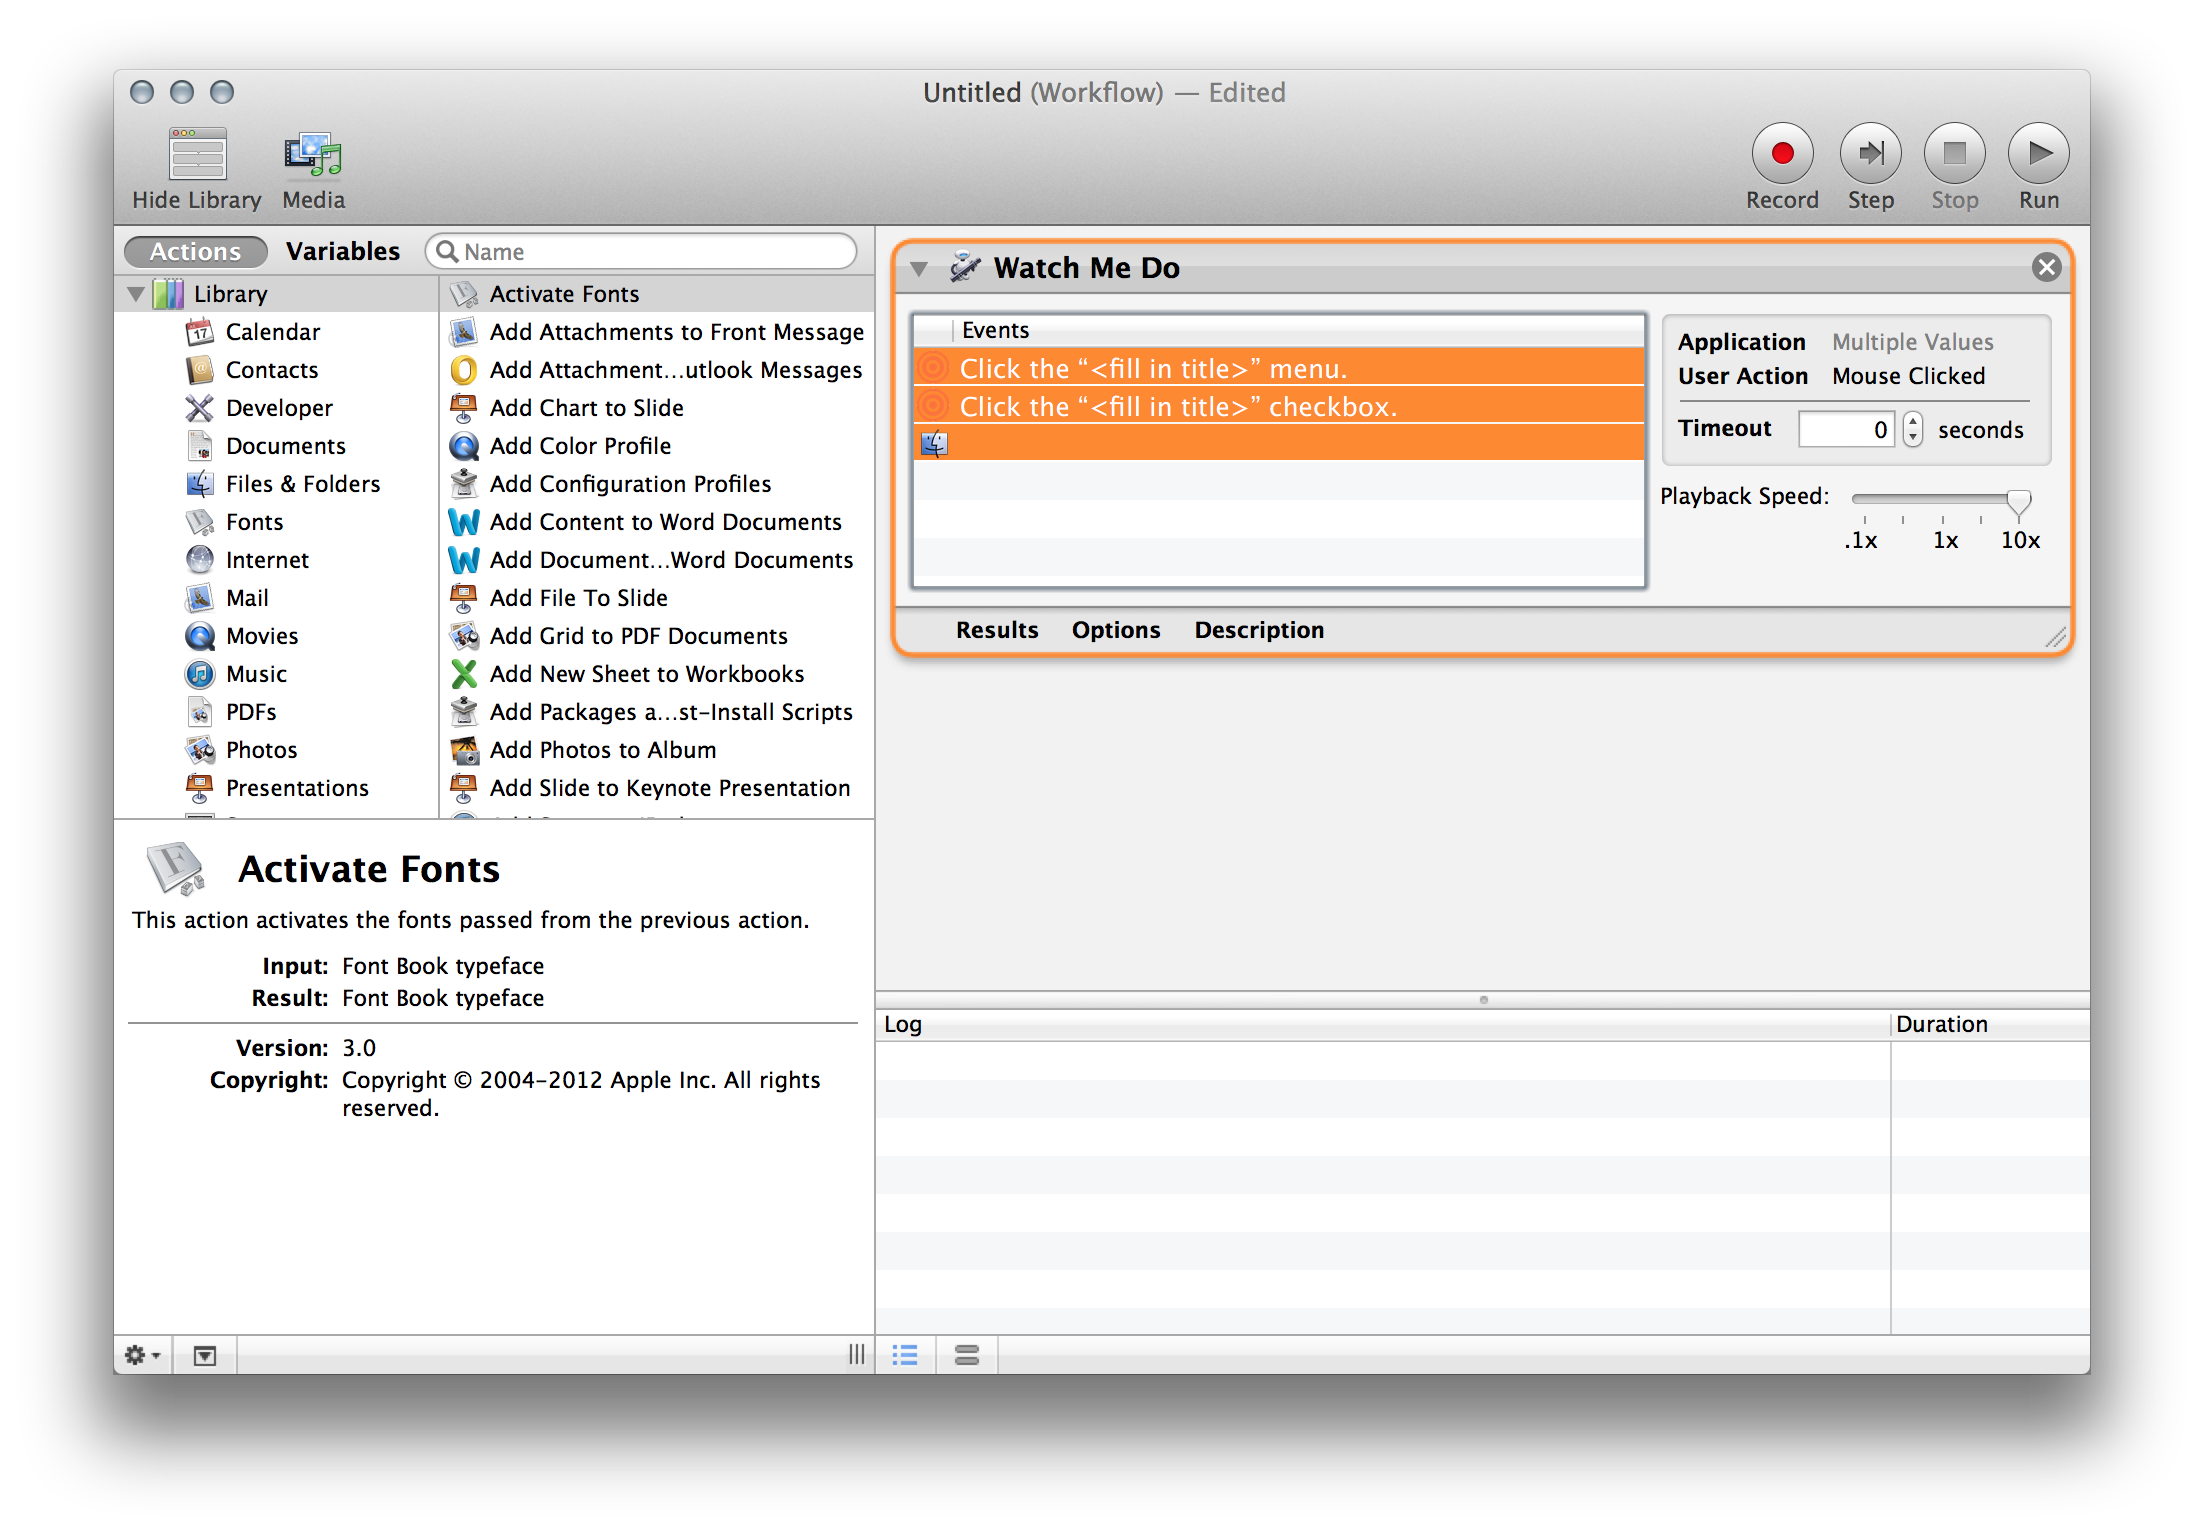 Untitled (Workflow) — Edited
Hide Library
Media
Record
Step
Stop
Run
Actions
Variables
Name
Library
Calendar
Contacts
Developer
Documents
Files & Folders
Fonts
Internet
Mail
Movies
Music
PDFs
Photos
Presentations
Activate Fonts
Add Attachments to Front Message
Add Attachment...utlook Messages
Add Chart to Slide
Add Color Profile
Add Configuration Profiles
Add Content to Word Documents
Add Document...Word Documents
Add File To Slide
Add Grid to PDF Documents
Add New Sheet to Workbooks
Add Packages a...st-Install Scripts
Add Photos to Album
Add Slide to Keynote Presentation
Activate Fonts
This action activates the fonts passed from the previous action.
Input: Font Book typeface
Result: Font Book typeface
Version: 3.0
Copyright: Copyright © 2004-2012 Apple Inc. All rights
reserved.
Watch Me Do
Events
Click the “<fill in title>” menu.
Click the “<fill in title>” checkbox.
Application Multiple Values
User Action Mouse Clicked
Timeout 0 seconds
Playback Speed:
.1x 1x 10x
Results Options Description
Log
Duration